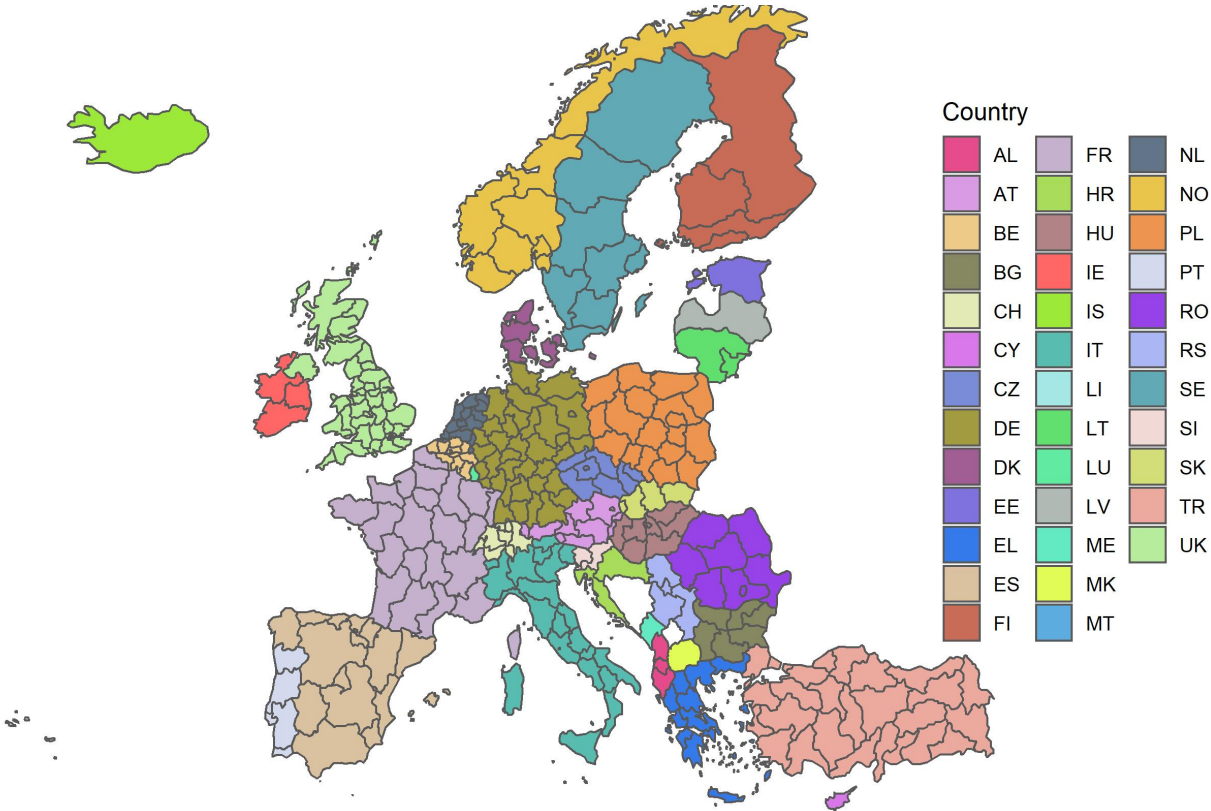 Country
AL FR NL
AT HR NO
BE HU PL
BG IE PT
CH IS RO
CY IT RS
CZ LI SE
DE LT SI
DK LU SK
EE LV TR
EL ME UK
ES MK
FI MT